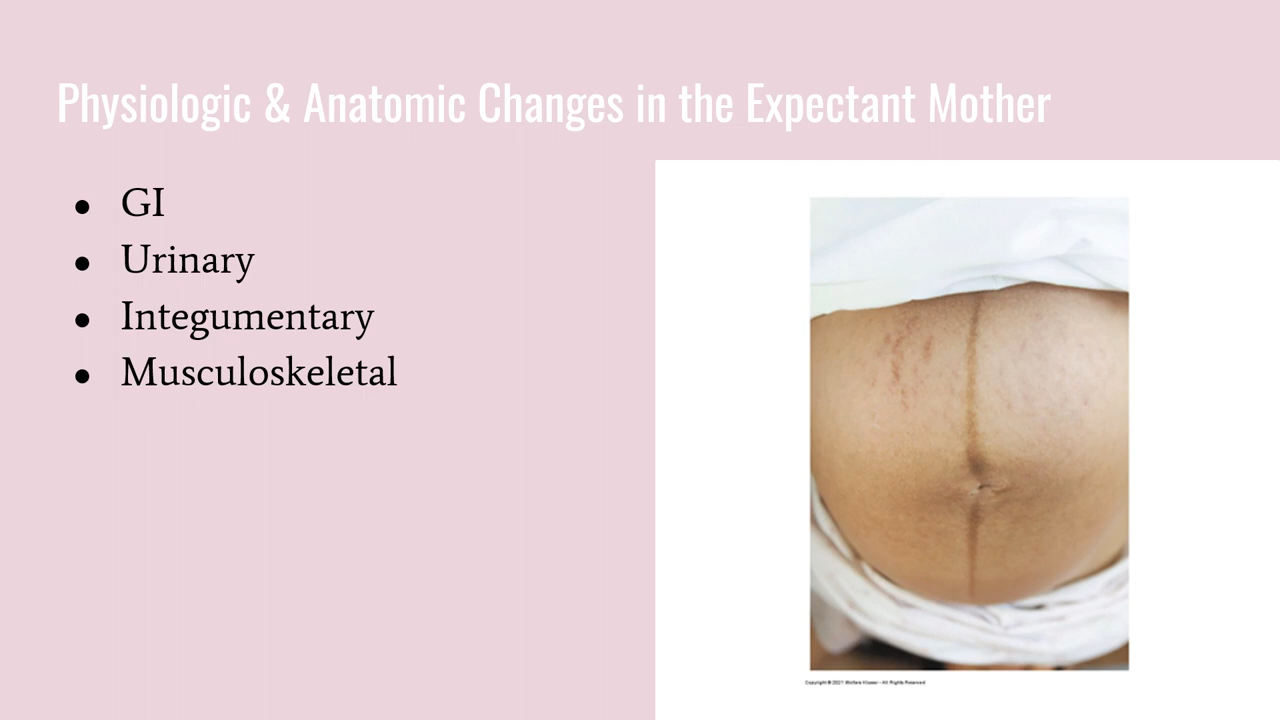 Physiologic & Anatomic Changes in the Expectant Mother
● GI
● Urinary
● Integumentary
● Musculoskeletal
Copyright © 2021 Wolters Kluwer - All Rights Reserved